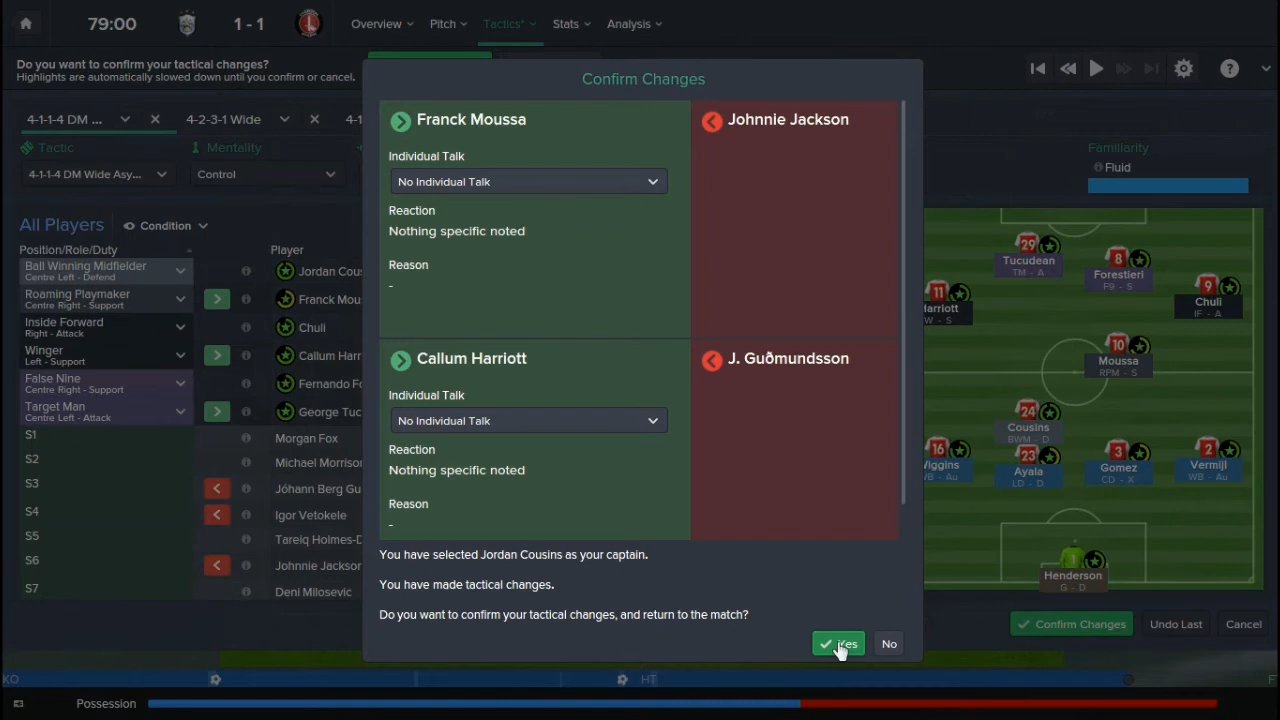 79:00
1 - 1
Overview
Pitch
Tactics*
Stats
Analysis
Do you want to confirm your tactical changes?
Highlights are automatically slowed down until you confirm or cancel.
Confirm Changes
4-1-1-4 DM ...
4-2-3-1 Wide
Tactic
Mentality
Familiarity
4-1-1-4 DM Wide Asy...
Control
Fluid
All Players
Condition
Position/Role/Duty
Player
Ball Winning Midfielder
Centre Left - Defend
Jordan Cous
Roaming Playmaker
Centre Right - Support
Franck Mous
Inside Forward
Right - Attack
Chuli
Winger
Left - Support
Callum Harr
False Nine
Centre Right - Support
Fernando Fo
Target Man
Centre Left - Attack
George Tuc
S1
Morgan Fox
S2
Michael Morrison
S3
Jóhann Berg Gu
S4
Igor Vetokele
S5
Tareiq Holmes-D
S6
Johnnie Jackson
S7
Deni Milosevic
Franck Moussa
Johnnie Jackson
Individual Talk
No Individual Talk
Reaction
Nothing specific noted
Reason
-
Callum Harriott
J. Guðmundsson
Individual Talk
No Individual Talk
Reaction
Nothing specific noted
Reason
-
You have selected Jordan Cousins as your captain.
You have made tactical changes.
Do you want to confirm your tactical changes, and return to the match?
Yes
No
29
Tucudean
TM - A
8
Forestieri
F9 - S
11
arriott
W - S
9
Chuli
IF - A
10
Moussa
RPM - S
24
Cousins
BWM - D
16
Wiggins
WB - Au
23
Ayala
LD - D
3
Gomez
CD - X
2
Vermijl
WB - Au
1
Henderson
G - D
Confirm Changes
Undo Last
Cancel
KO
HT
F
Possession